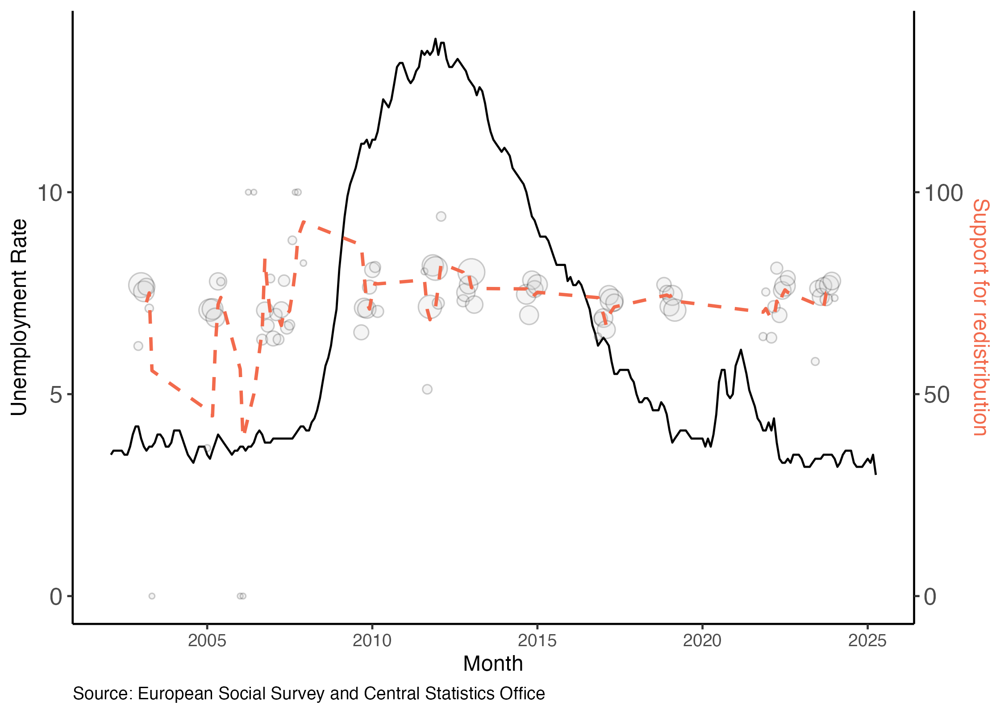 Unemployment Rate
10
5
0
100
50
0
Support for redistribution
2005 2010 2015 2020 2025
Month
Source: European Social Survey and Central Statistics Office